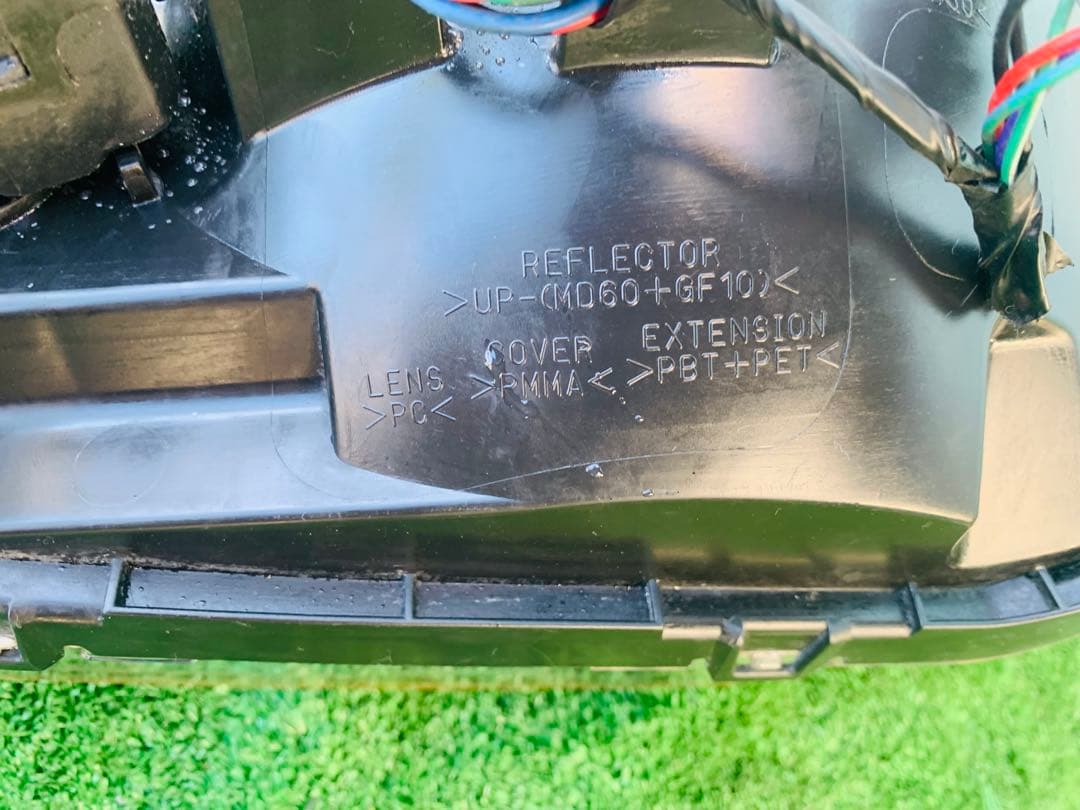 REFLECTOR
>UP-(MD60+GF10)<
LENS
>PC<
COVER
>PMMA<
EXTENSION
>PBT+PET<